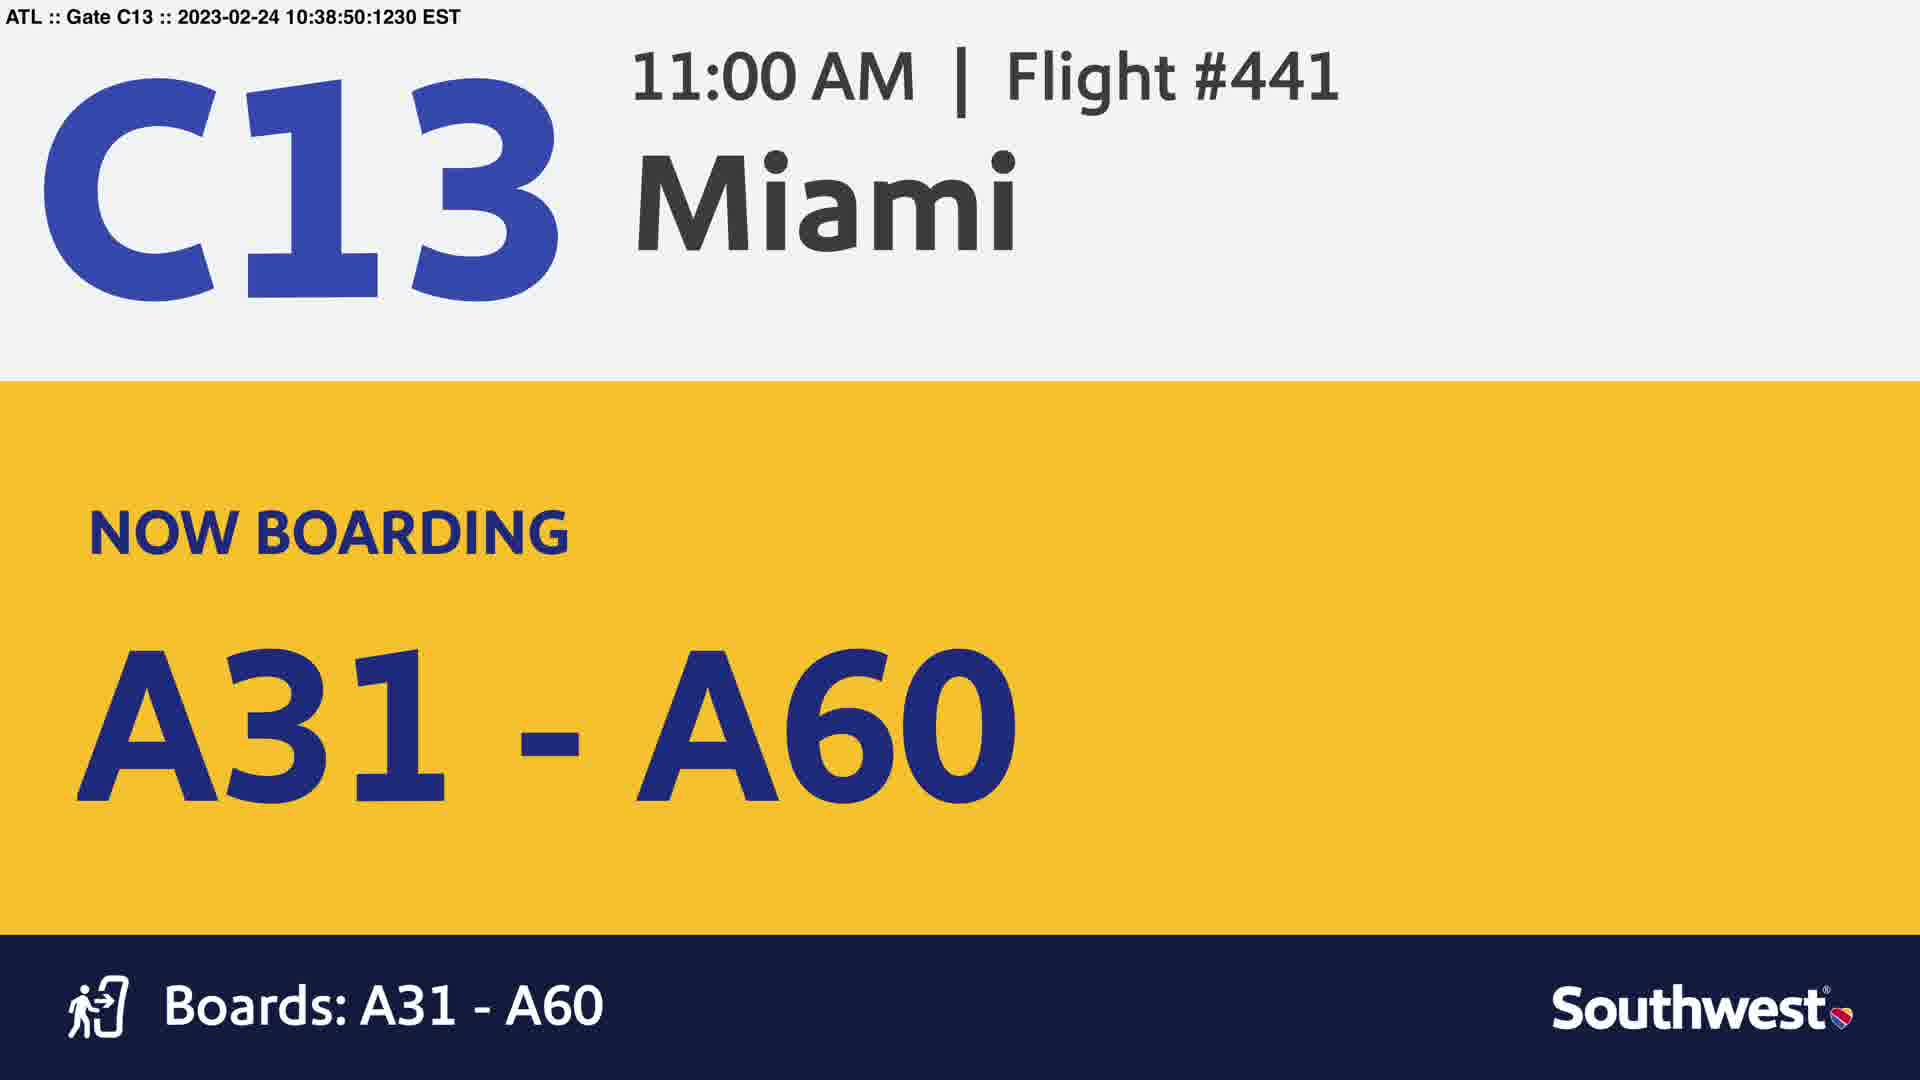 ATL :: Gate C13 :: 2023-02-24 10:38:50:1230 EST
C13
11:00 AM | Flight #441
Miami
NOW BOARDING
A31 - A60
Boards: A31 - A60
Southwest®